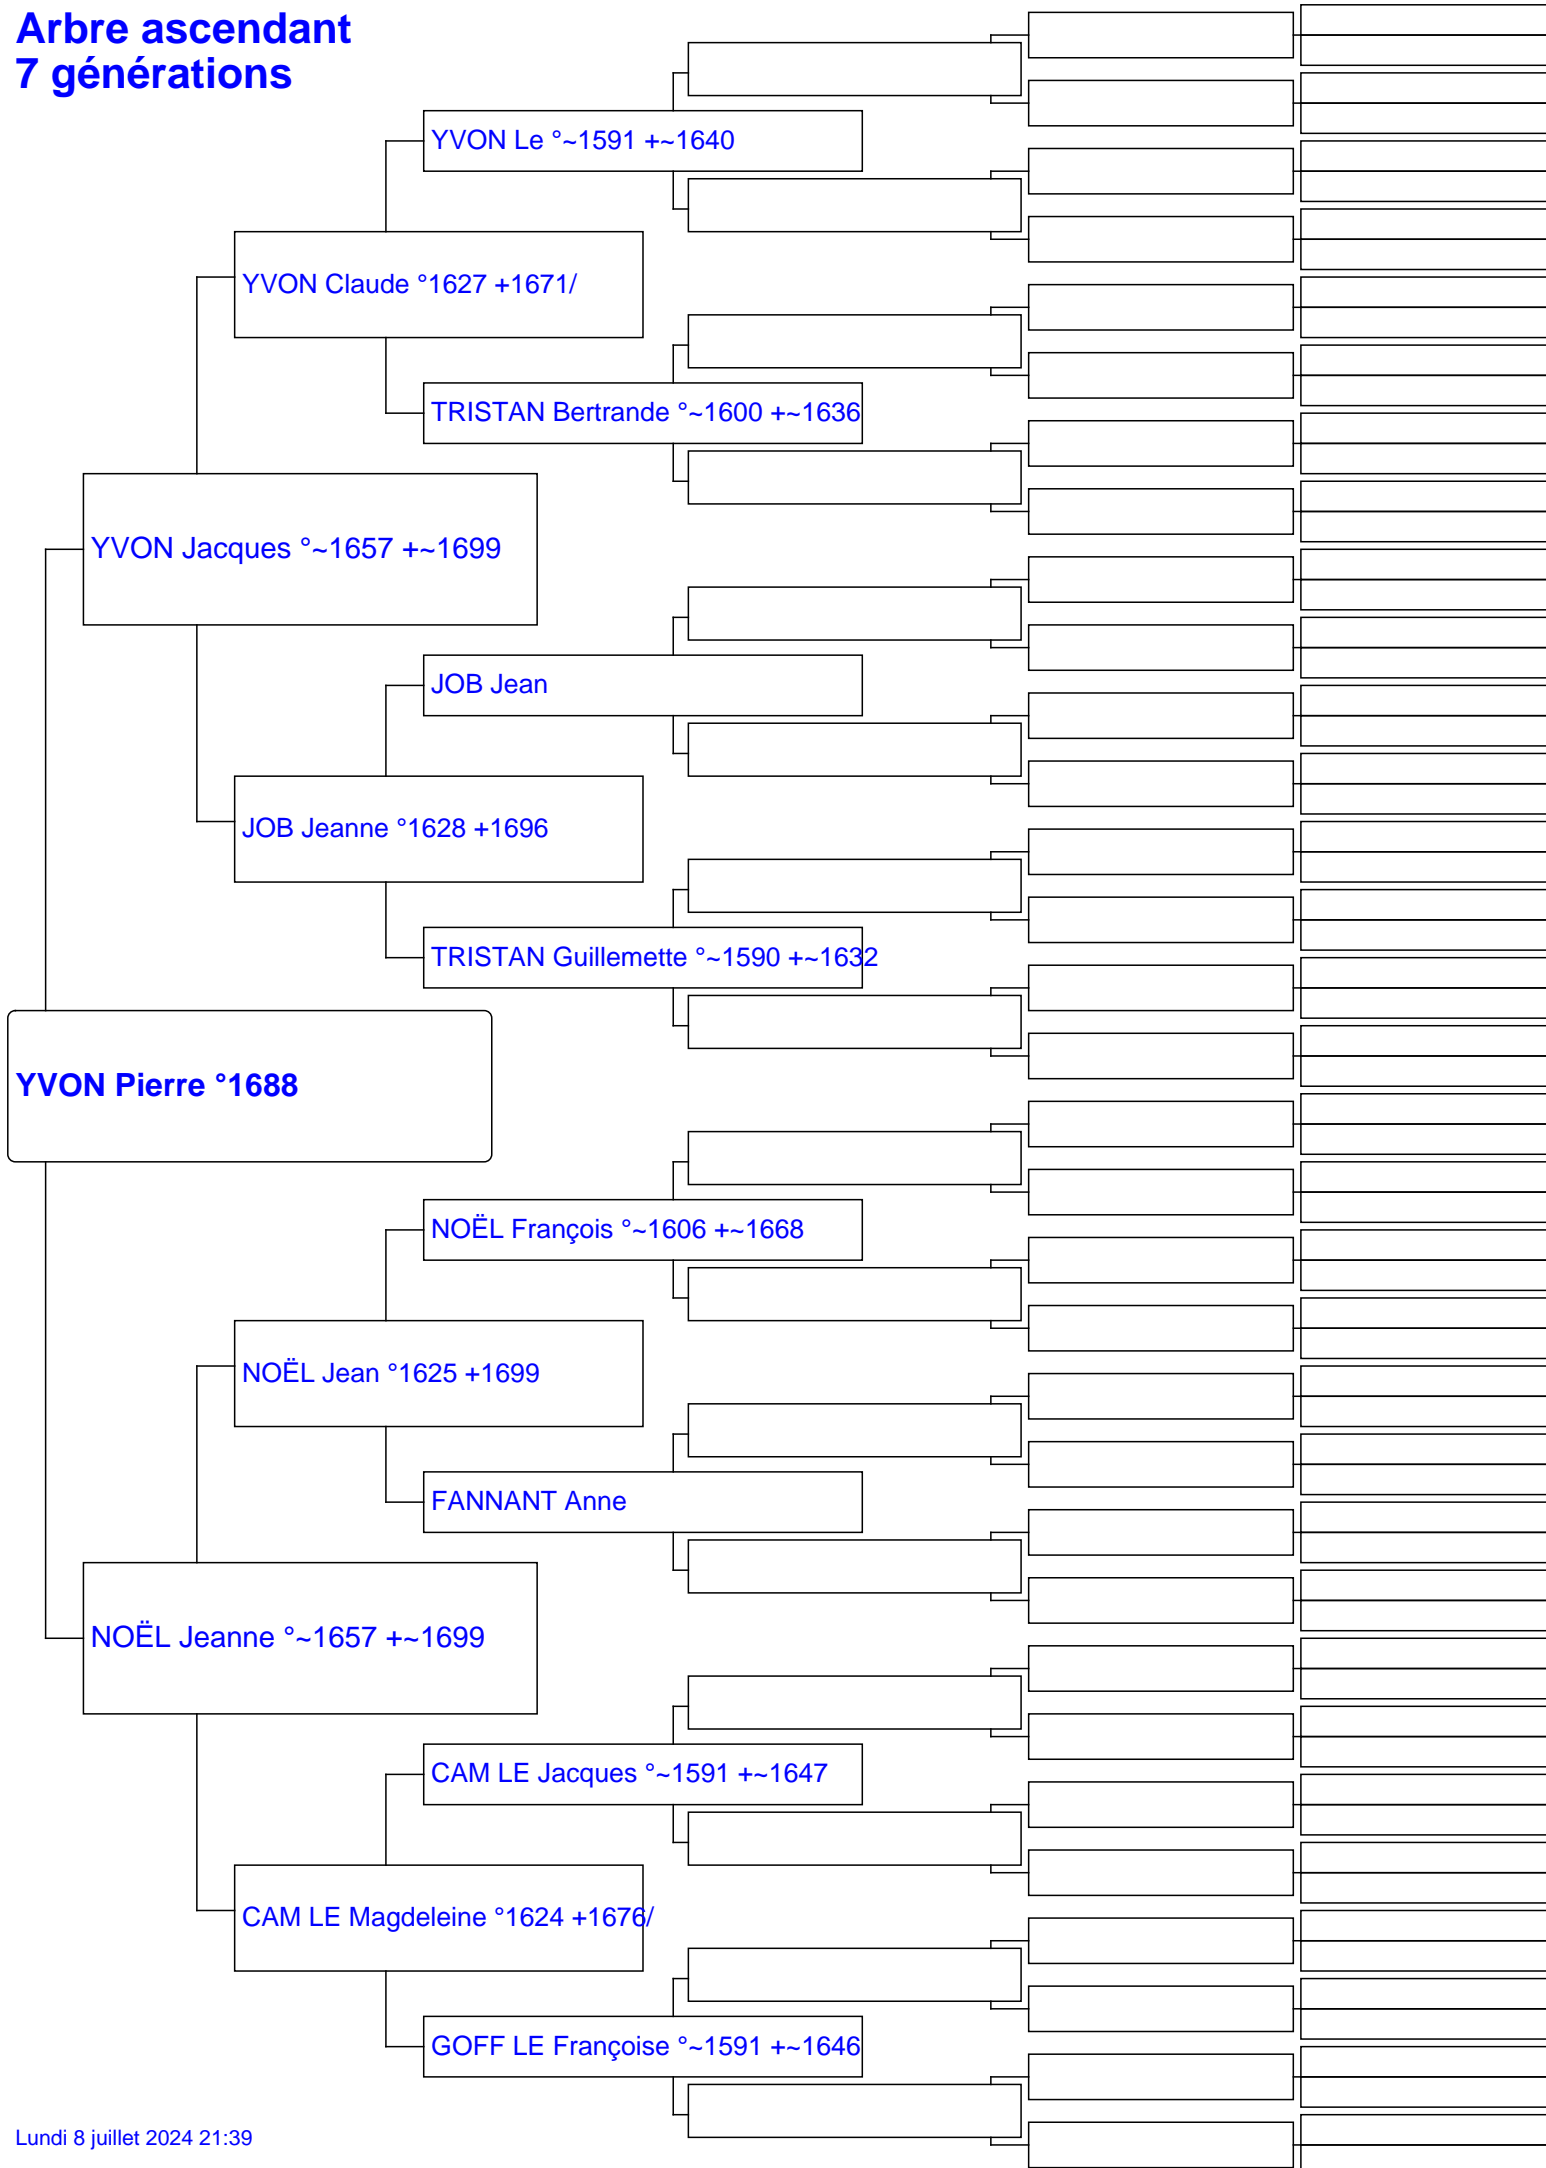 Arbre ascendant
7 générations
YVON Le °~1591 +~1640
YVON Claude °1627 +1671/
TRISTAN Bertrande °~1600 +~1636
YVON Jacques °~1657 +~1699
JOB Jean
JOB Jeanne °1628 +1696
TRISTAN Guillemette °~1590 +~1632
YVON Pierre °1688
NOËL François °~1606 +~1668
NOËL Jean °1625 +1699
FANNANT Anne
NOËL Jeanne °~1657 +~1699
CAM LE Jacques °~1591 +~1647
CAM LE Magdeleine °1624 +1676/
GOFF LE Françoise °~1591 +~1646
Lundi 8 juillet 2024 21:39